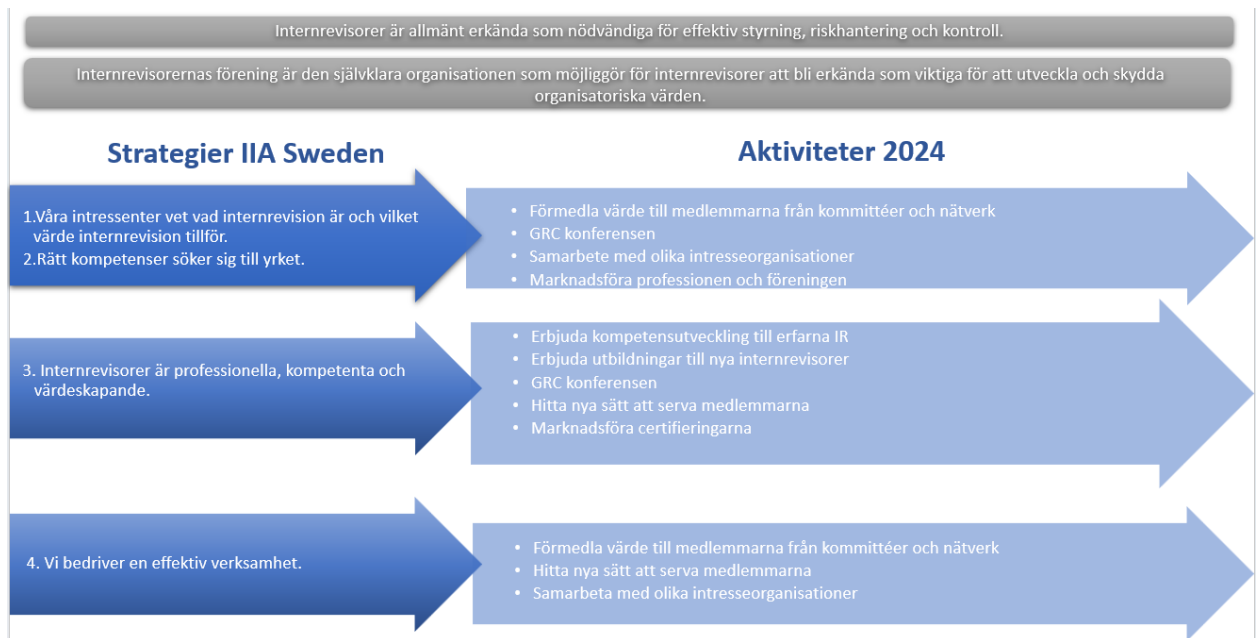 Internrevisorer är allmänt erkända som nödvändiga för effektiv styrning, riskhantering och kontroll.
Internrevisorernas förening är den självklara organisationen som möjliggör för internrevisorer att bli erkända som viktiga för att utveckla och skydda
organisatoriska värden.
Strategier IIA Sweden
Aktiviteter 2024
1.Våra intressenter vet vad internrevision är och vilket
värde internrevision tillför.
2.Rätt kompetenser söker sig till yrket.
• Förmedla värde till medlemmarna från kommittéer och nätverk
• GRC konferensen
• Samarbete med olika intresseorganisationer
• Marknadsföra professionen och föreningen
3. Internrevisorer är professionella, kompetenta och
värdeskapande.
• Erbjuda kompetensutveckling till erfarna IR
• Erbjuda utbildningar till nya internrevisorer
• GRC konferensen
• Hitta nya sätt att serva medlemmarna
• Marknadsföra certifieringarna
4. Vi bedriver en effektiv verksamhet.
• Förmedla värde till medlemmarna från kommittéer och nätverk
• Hitta nya sätt att serva medlemmarna
• Samarbeta med olika intresseorganisationer